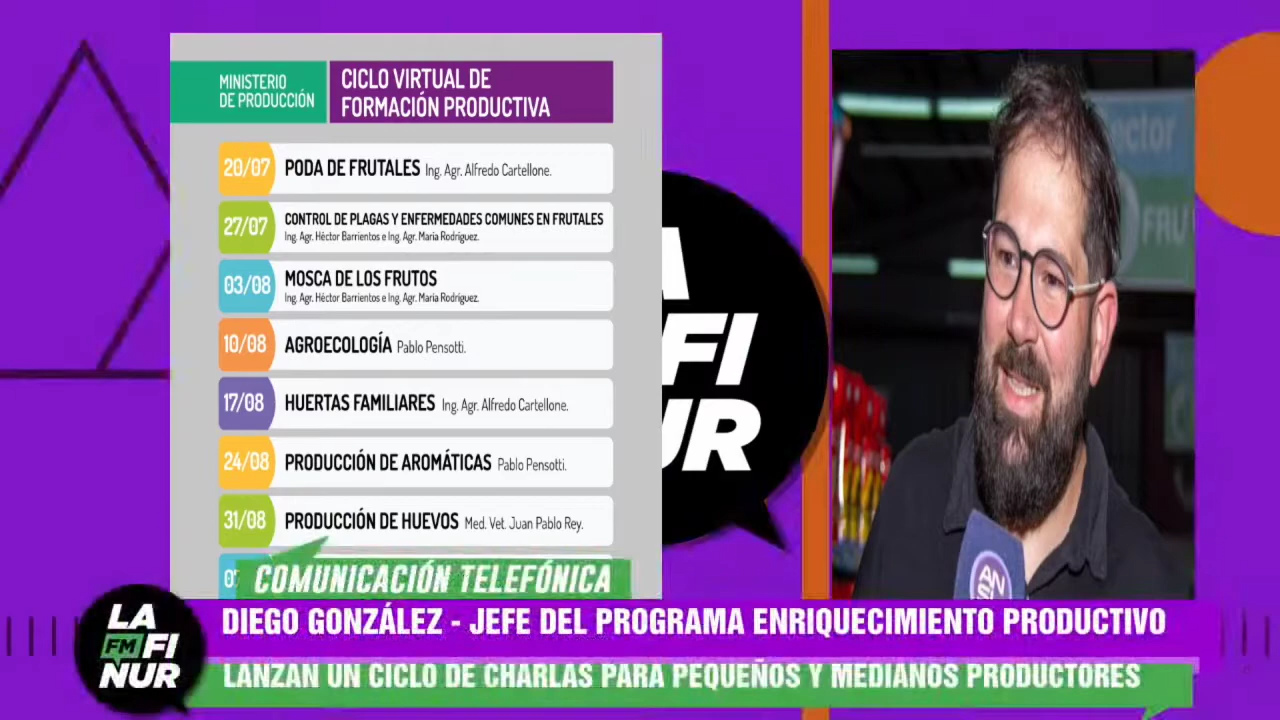 MINISTERIO
DE PRODUCCIÓN
CICLO VIRTUAL DE
FORMACIÓN PRODUCTIVA
20/07 PODA DE FRUTALES Ing. Agr. Alfredo Cartellone.
27/07 CONTROL DE PLAGAS Y ENFERMEDADES COMUNES EN FRUTALES
Ing. Agr. Héctor Barrientos e Ing. Agr. María Rodríguez.
03/08 MOSCA DE LOS FRUTOS
Ing. Agr. Héctor Barrientos e Ing. Agr. María Rodríguez.
10/08 AGROECOLOGÍA Pablo Pensotti.
17/08 HUERTAS FAMILIARES Ing. Agr. Alfredo Cartellone.
24/08 PRODUCCIÓN DE AROMÁTICAS Pablo Pensotti.
31/08 PRODUCCIÓN DE HUEVOS Med. Vet. Juan Pablo Rey.
A
FI
UR
ector
FRU
AN
COMUNICACIÓN TELEFÓNICA
DIEGO GONZÁLEZ - JEFE DEL PROGRAMA ENRIQUECIMIENTO PRODUCTIVO
LANZAN UN CICLO DE CHARLAS PARA PEQUEÑOS Y MEDIANOS PRODUCTORES
LA
FM FI
NUR